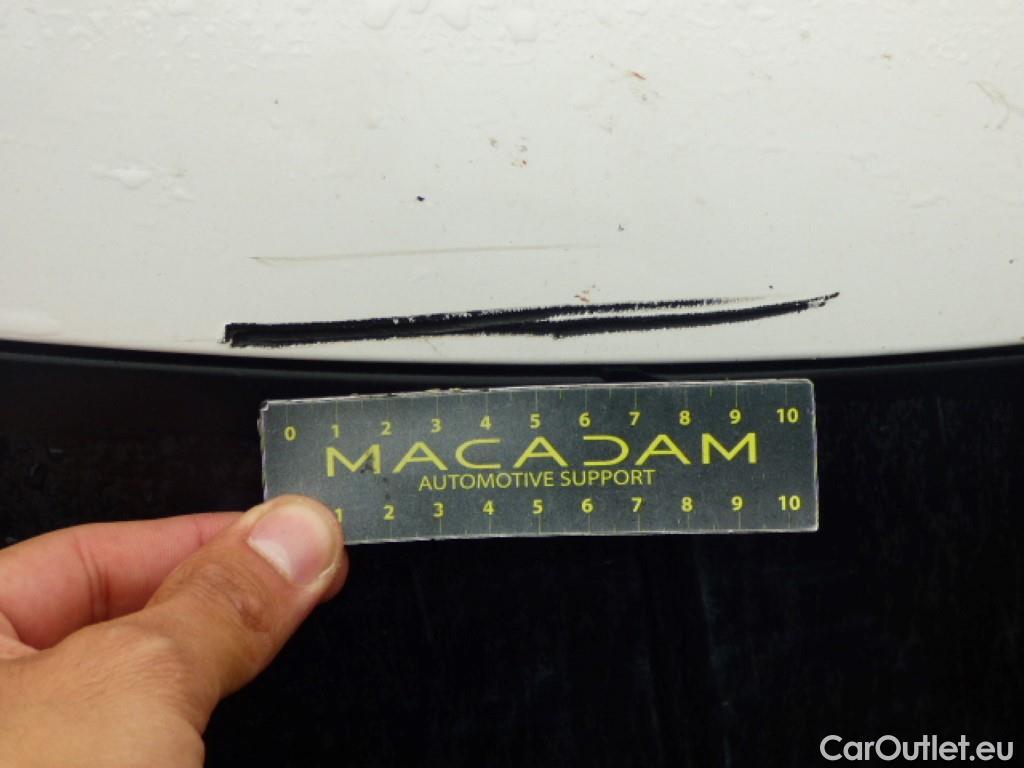 0 1 2 3 4 5 6 7 8 9 10
MACADAM
AUTOMOTIVE SUPPORT
1 2 3 4 5 6 7 8 9 10
CarOutlet.eu